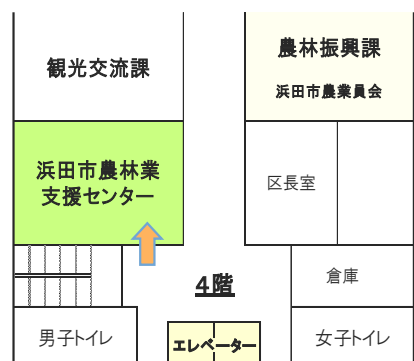 観光交流課
農林振興課
浜田市農業員会
浜田市農林業
支援センター
区長室
4階
倉庫
男子トイレ
エレベーター
女子トイレ